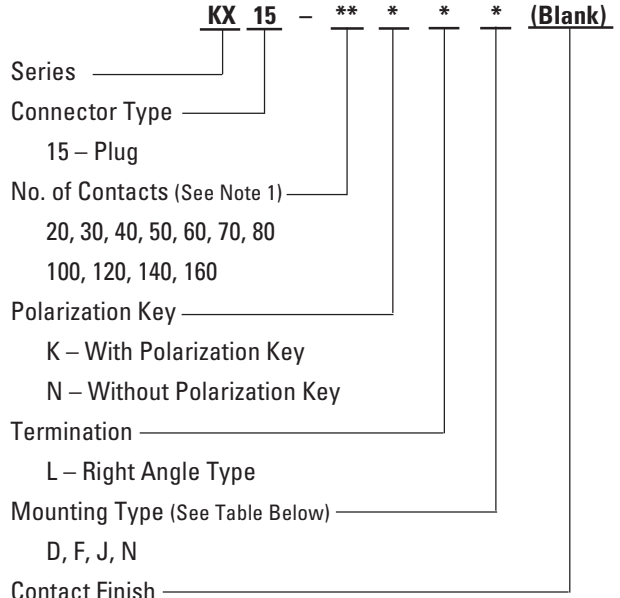 KX 15 – ** * * * (Blank)
Series
Connector Type
15 – Plug
No. of Contacts (See Note 1)
20, 30, 40, 50, 60, 70, 80
100, 120, 140, 160
Polarization Key
K – With Polarization Key
N – Without Polarization Key
Termination
L – Right Angle Type
Mounting Type (See Table Below)
D, F, J, N
Contact Finish